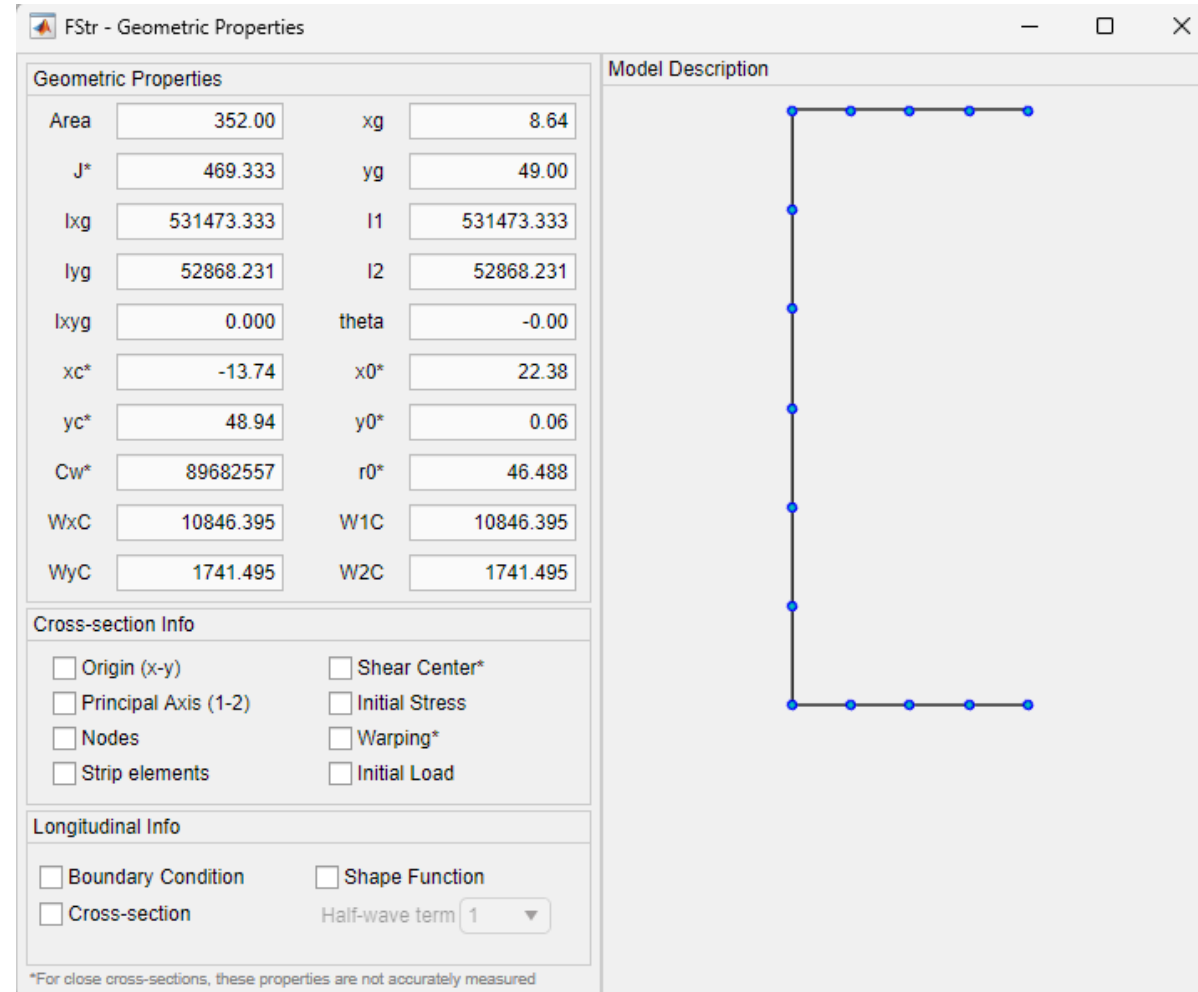 FStr - Geometric Properties
Geometric Properties
Model Description
Area 352.00 xg 8.64
J* 469.333 yg 49.00
Ixg 531473.333 I1 531473.333
Iyg 52868.231 I2 52868.231
Ixyg 0.000 theta -0.00
xc* -13.74 x0* 22.38
yc* 48.94 y0* 0.06
Cw* 89682557 r0* 46.488
WxC 10846.395 W1C 10846.395
WyC 1741.495 W2C 1741.495
Cross-section Info
Origin (x-y) Shear Center*
Principal Axis (1-2) Initial Stress
Nodes Warping*
Strip elements Initial Load
Longitudinal Info
Boundary Condition Shape Function
Cross-section Half-wave term 1
*For close cross-sections, these properties are not accurately measured